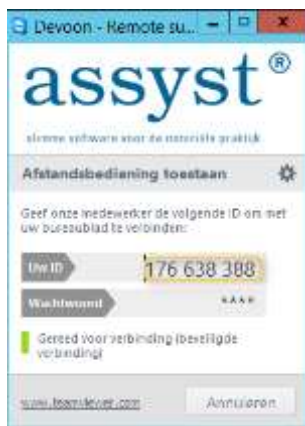 Devoon - Remote su...
assyst®
slimme software voor de notariële praktijk
Afstandsbediening toestaan
Geef onze medewerker de volgende ID om met
uw bureaublad te verbinden:
Uw ID
176 638 388
Wachtwoord
****
Gereed voor verbinding (beveiligde
verbinding)
www.teamviewer.com
Annuleren